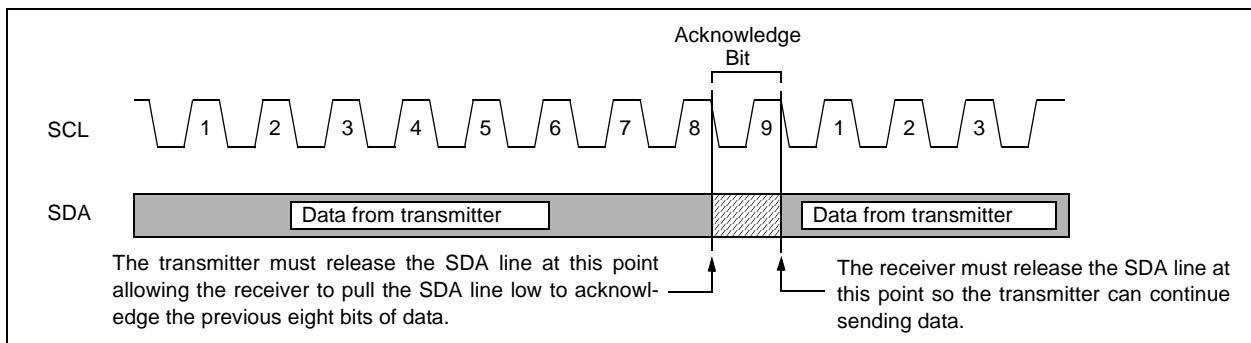 Acknowledge
Bit
SCL
1 2 3 4 5 6 7 8 9 1 2 3
SDA
Data from transmitter
Data from transmitter
The transmitter must release the SDA line at this point
allowing the receiver to pull the SDA line low to acknowl-
edge the previous eight bits of data.
The receiver must release the SDA line at
this point so the transmitter can continue
sending data.